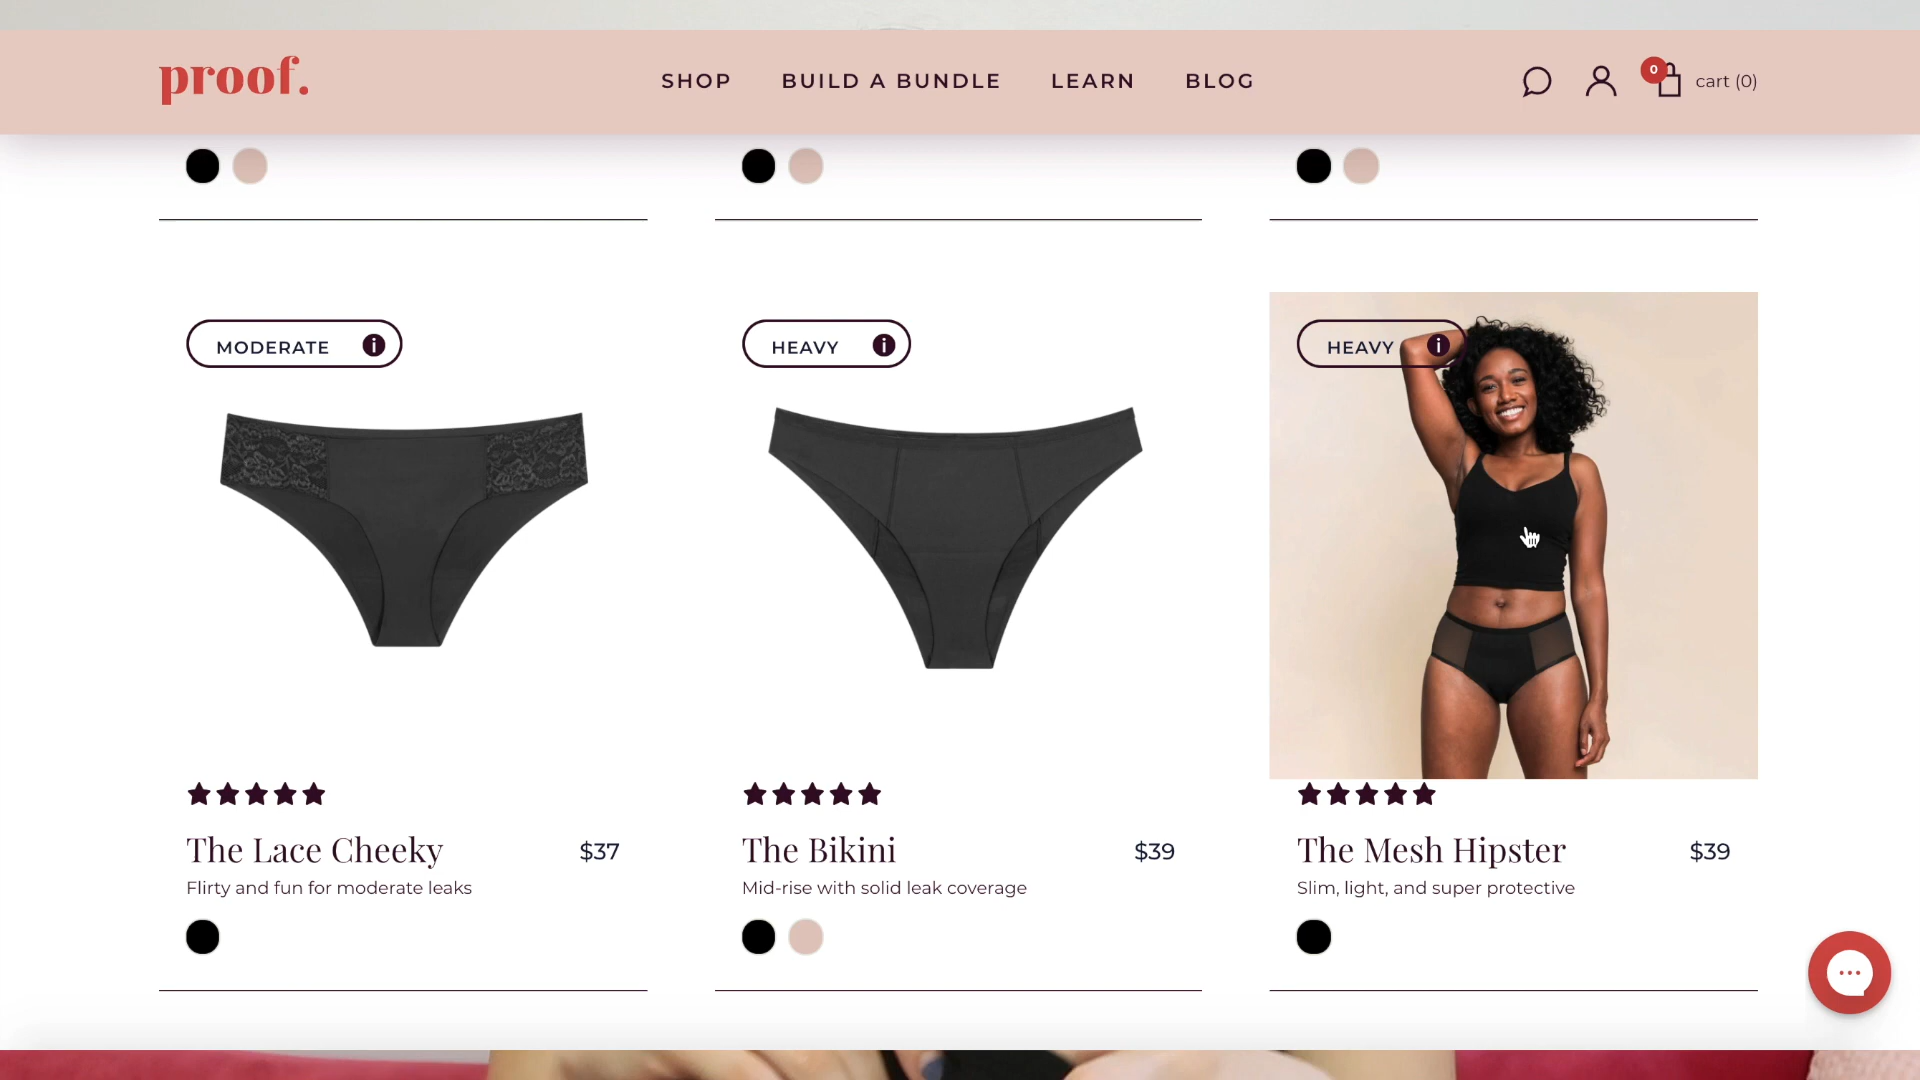 proof.
SHOP BUILD A BUNDLE LEARN BLOG
0
cart (0)
MODERATE i
HEAVY i
HEAVY i
The Lace Cheeky $37
Flirty and fun for moderate leaks
The Bikini $39
Mid-rise with solid leak coverage
The Mesh Hipster $39
Slim, light, and super protective